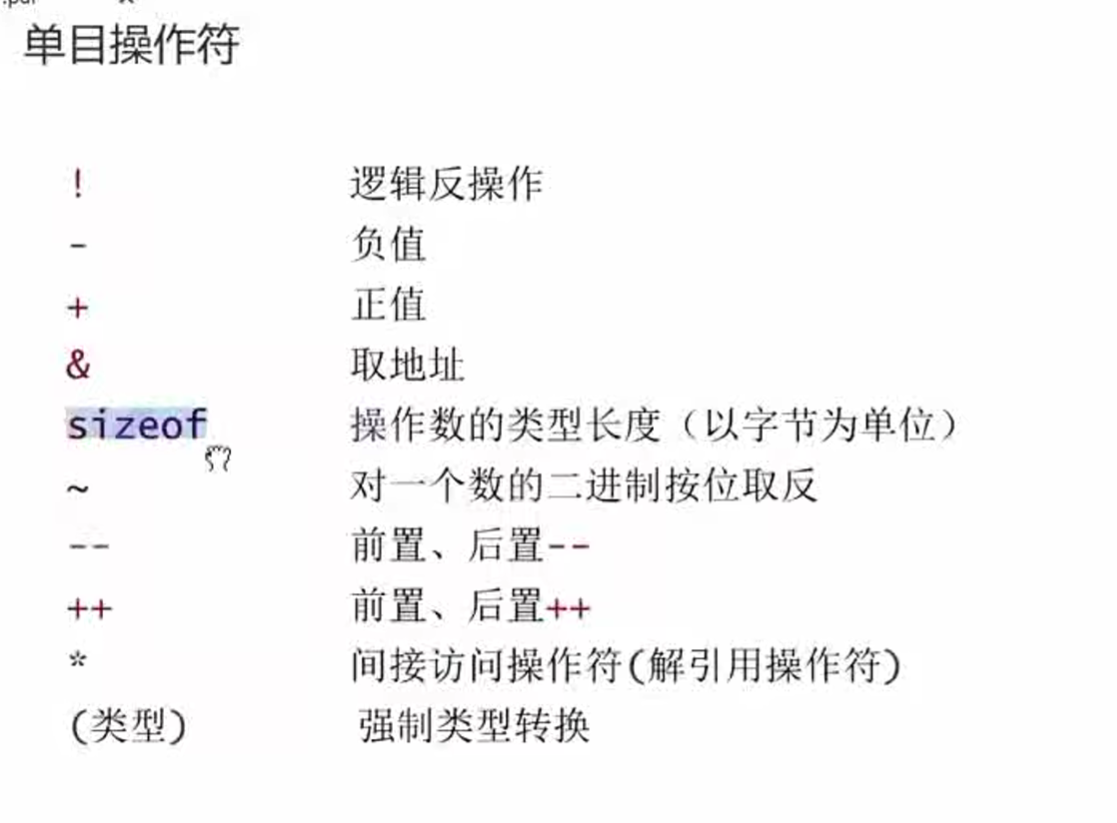 单目操作符
! 逻辑反操作
- 负值
+ 正值
& 取地址
sizeof 操作数的类型长度（以字节为单位）
~ 对一个数的二进制按位取反
-- 前置、后置--
++ 前置、后置++
* 间接访问操作符(解引用操作符)
(类型) 强制类型转换